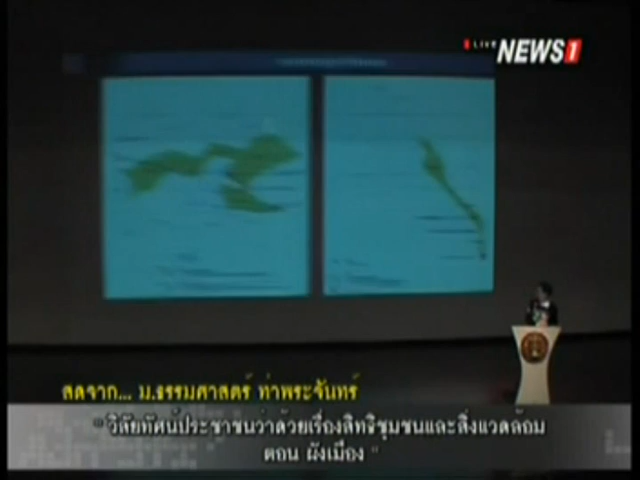 LIVE NEWS1
สดจาก... ม.ธรรมศาสตร์ ท่าพระจันทร์
" วิสัยทัศน์ประชาชนว่าด้วยเรื่องสิทธิชุมชนและสิ่งแวดล้อม
ตอน ผังเมือง "